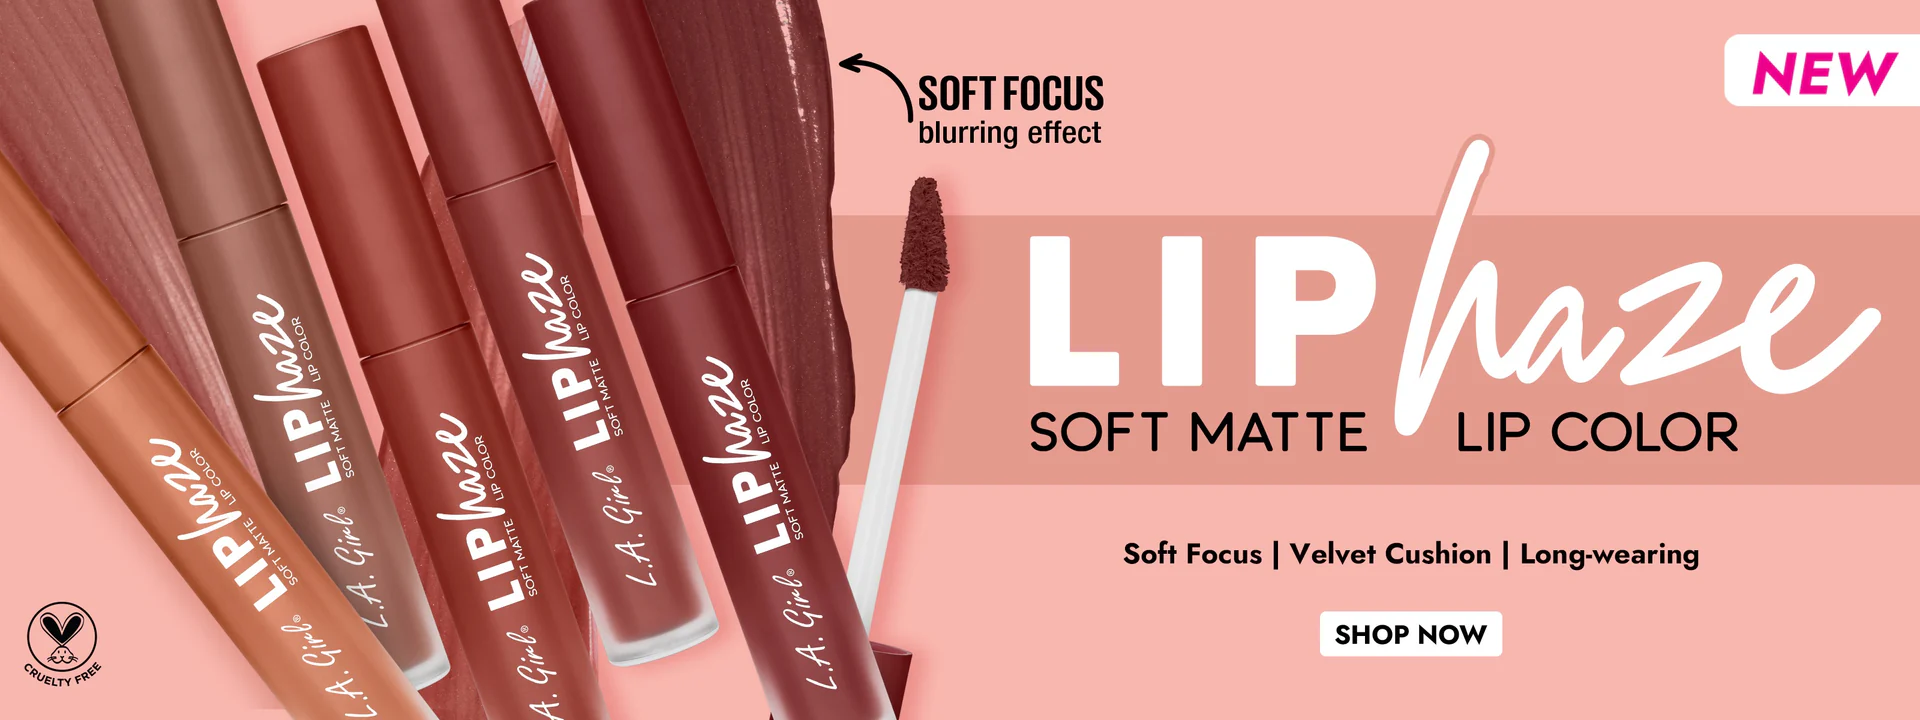 SOFT FOCUS
blurring effect
NEW
LIP haze
SOFT MATTE LIP COLOR
Soft Focus | Velvet Cushion | Long-wearing
SHOP NOW
CRUELTY FREE
LIP haze
SOFT MATTE LIP COLOR
L.A. Girl®
LIP haze
SOFT MATTE LIP COLOR
L.A. Girl®
LIP haze
SOFT MATTE LIP COLOR
L.A. Girl®
LIP haze
SOFT MATTE LIP COLOR
L.A. Girl®
LIP haze
SOFT MATTE LIP COLOR
L.A. Girl®